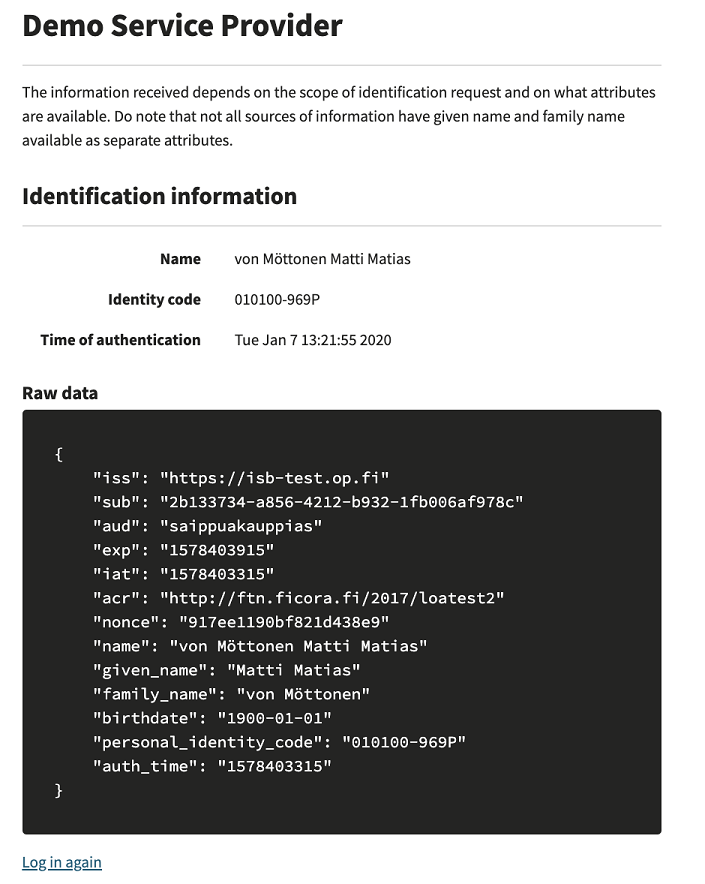 Demo Service Provider
The information received depends on the scope of identification request and on what attributes
are available. Do note that not all sources of information have given name and family name
available as separate attributes.
Identification information
Name von Möttonen Matti Matias
Identity code 010100-969P
Time of authentication Tue Jan 7 13:21:55 2020
Raw data
{
"iss": "https://isb-test.op.fi"
"sub": "2b133734-a856-4212-b932-1fb006af978c"
"aud": "saippuakauppias"
"exp": "1578403915"
"iat": "1578403315"
"acr": "http://ftn.ficora.fi/2017/loatest2"
"nonce": "917ee1190bf821d438e9"
"name": "von Möttonen Matti Matias"
"given_name": "Matti Matias"
"family_name": "von Möttonen"
"birthdate": "1900-01-01"
"personal_identity_code": "010100-969P"
"auth_time": "1578403315"
}
Log in again